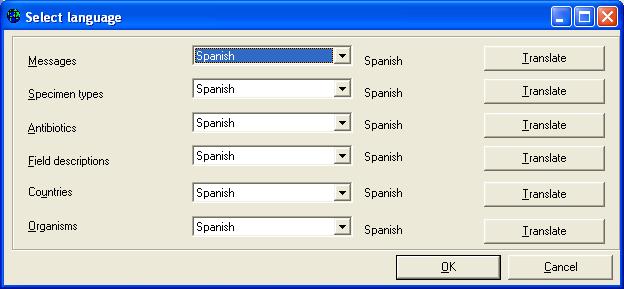 Select language
Messages Spanish Spanish Translate
Specimen types Spanish Spanish Translate
Antibiotics Spanish Spanish Translate
Field descriptions Spanish Spanish Translate
Countries Spanish Spanish Translate
Organisms Spanish Spanish Translate
OK Cancel